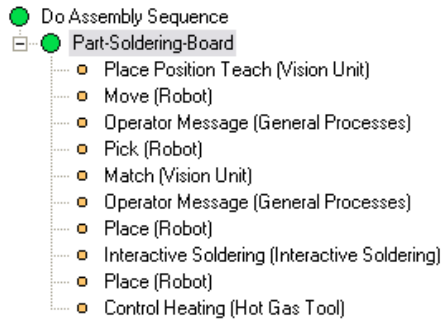 Do Assembly Sequence
Part-Soldering-Board
Place Position Teach (Vision Unit)
Move (Robot)
Operator Message (General Processes)
Pick (Robot)
Match (Vision Unit)
Operator Message (General Processes)
Place (Robot)
Interactive Soldering (Interactive Soldering)
Place (Robot)
Control Heating (Hot Gas Tool)